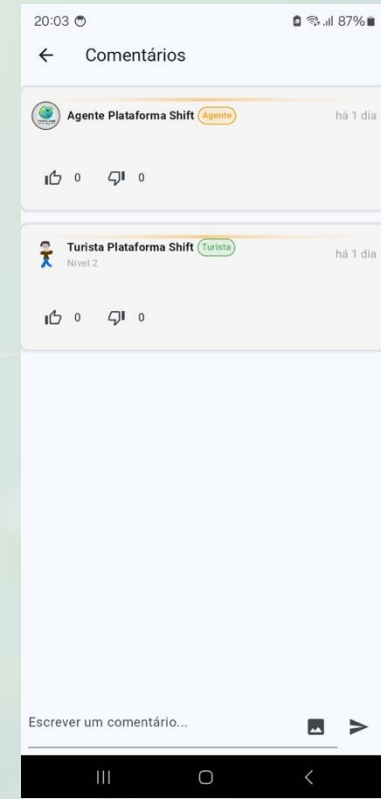 20:03 87%
Comentários
Agente Plataforma Shift Agente há 1 dia
0 0
Turista Plataforma Shift Turista há 1 dia
Nível 2
0 0
Escrever um comentário...